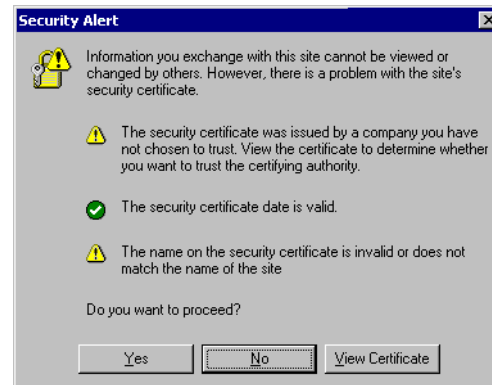 Security Alert
Information you exchange with this site cannot be viewed or
changed by others. However, there is a problem with the site's
security certificate.
The security certificate was issued by a company you have
not chosen to trust. View the certificate to determine whether
you want to trust the certifying authority.
The security certificate date is valid.
The name on the security certificate is invalid or does not
match the name of the site
Do you want to proceed?
Yes No View Certificate